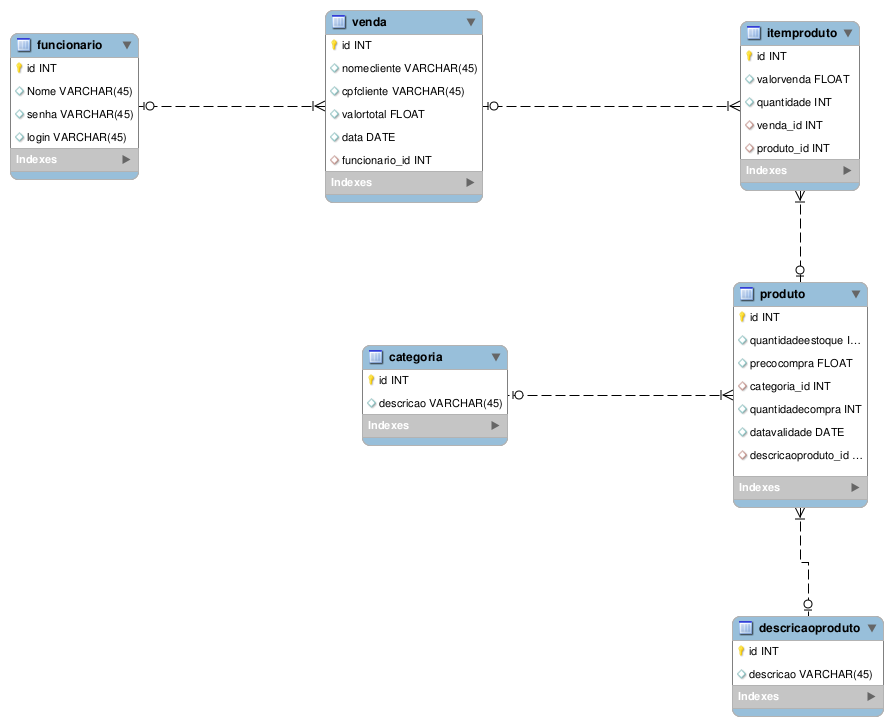 funcionario
id INT
Nome VARCHAR(45)
senha VARCHAR(45)
login VARCHAR(45)
Indexes
venda
id INT
nomecliente VARCHAR(45)
cpfcliente VARCHAR(45)
valortotal FLOAT
data DATE
funcionario_id INT
Indexes
itemproduto
id INT
valorvenda FLOAT
quantidade INT
venda_id INT
produto_id INT
Indexes
categoria
id INT
descricao VARCHAR(45)
Indexes
produto
id INT
quantidadeestoque I...
precocompra FLOAT
categoria_id INT
quantidadecompra INT
datavalidade DATE
descricaoproduto_id ...
Indexes
descricaoproduto
id INT
descricao VARCHAR(45)
Indexes